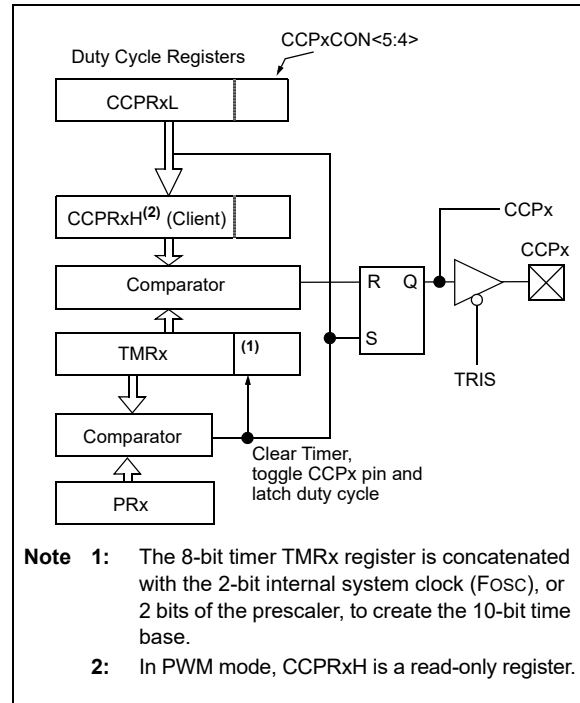 CCPxCON<5:4>
Duty Cycle Registers
CCPRxL
CCPRxH(2) (Client)
CCPx
CCPx
Comparator
R Q
TMRx (1)
S
TRIS
Comparator
Clear Timer,
toggle CCPx pin and
latch duty cycle
PRx
Note 1: The 8-bit timer TMRx register is concatenated
with the 2-bit internal system clock (FOSC), or
2 bits of the prescaler, to create the 10-bit time
base.
2: In PWM mode, CCPRxH is a read-only register.